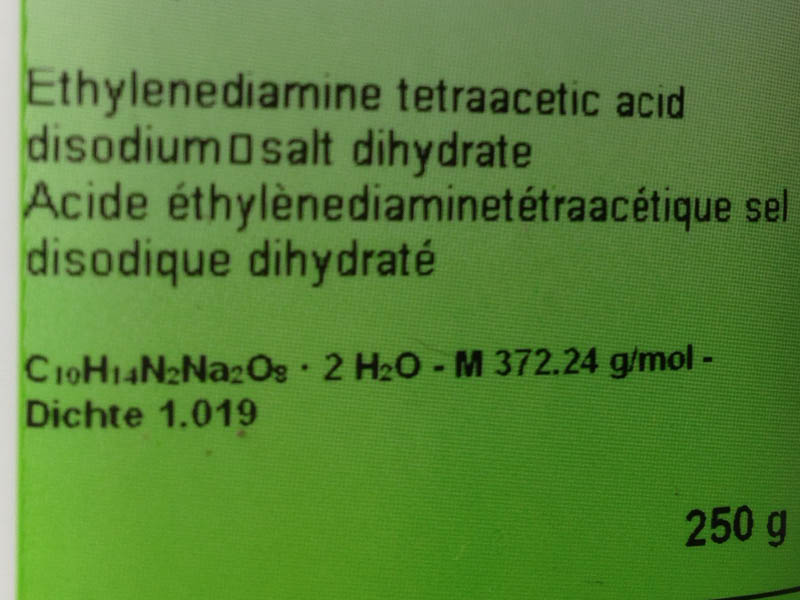 Ethylenediamine tetraacetic acid
disodium□salt dihydrate
Acide éthylènediaminetétraacétique sel
disodique dihydraté
C₁₀H₁₄N₂Na₂O₈ · 2 H₂O - M 372.24 g/mol -
Dichte 1.019
250 g